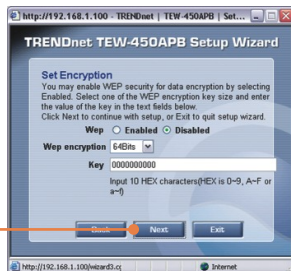 http://192.168.1.100 - TRENDnet | TEW-450APB | Set...
TRENDnet TEW-450APB Setup Wizard
Set Encryption
You may enable WEP security for data encryption by selecting
Enabled. Select one of the WEP encryption key size and enter
the value of the key in the text fields below.
Click Next to continue with setup, or Exit to quit setup wizard.
Wep Enabled Disabled
Wep encryption 64Bits
Key 0000000000
Input 10 HEX characters(HEX is 0~9, A~F or
a~f)
Back Next Exit
http://192.168.1.100/wizard3.c Internet